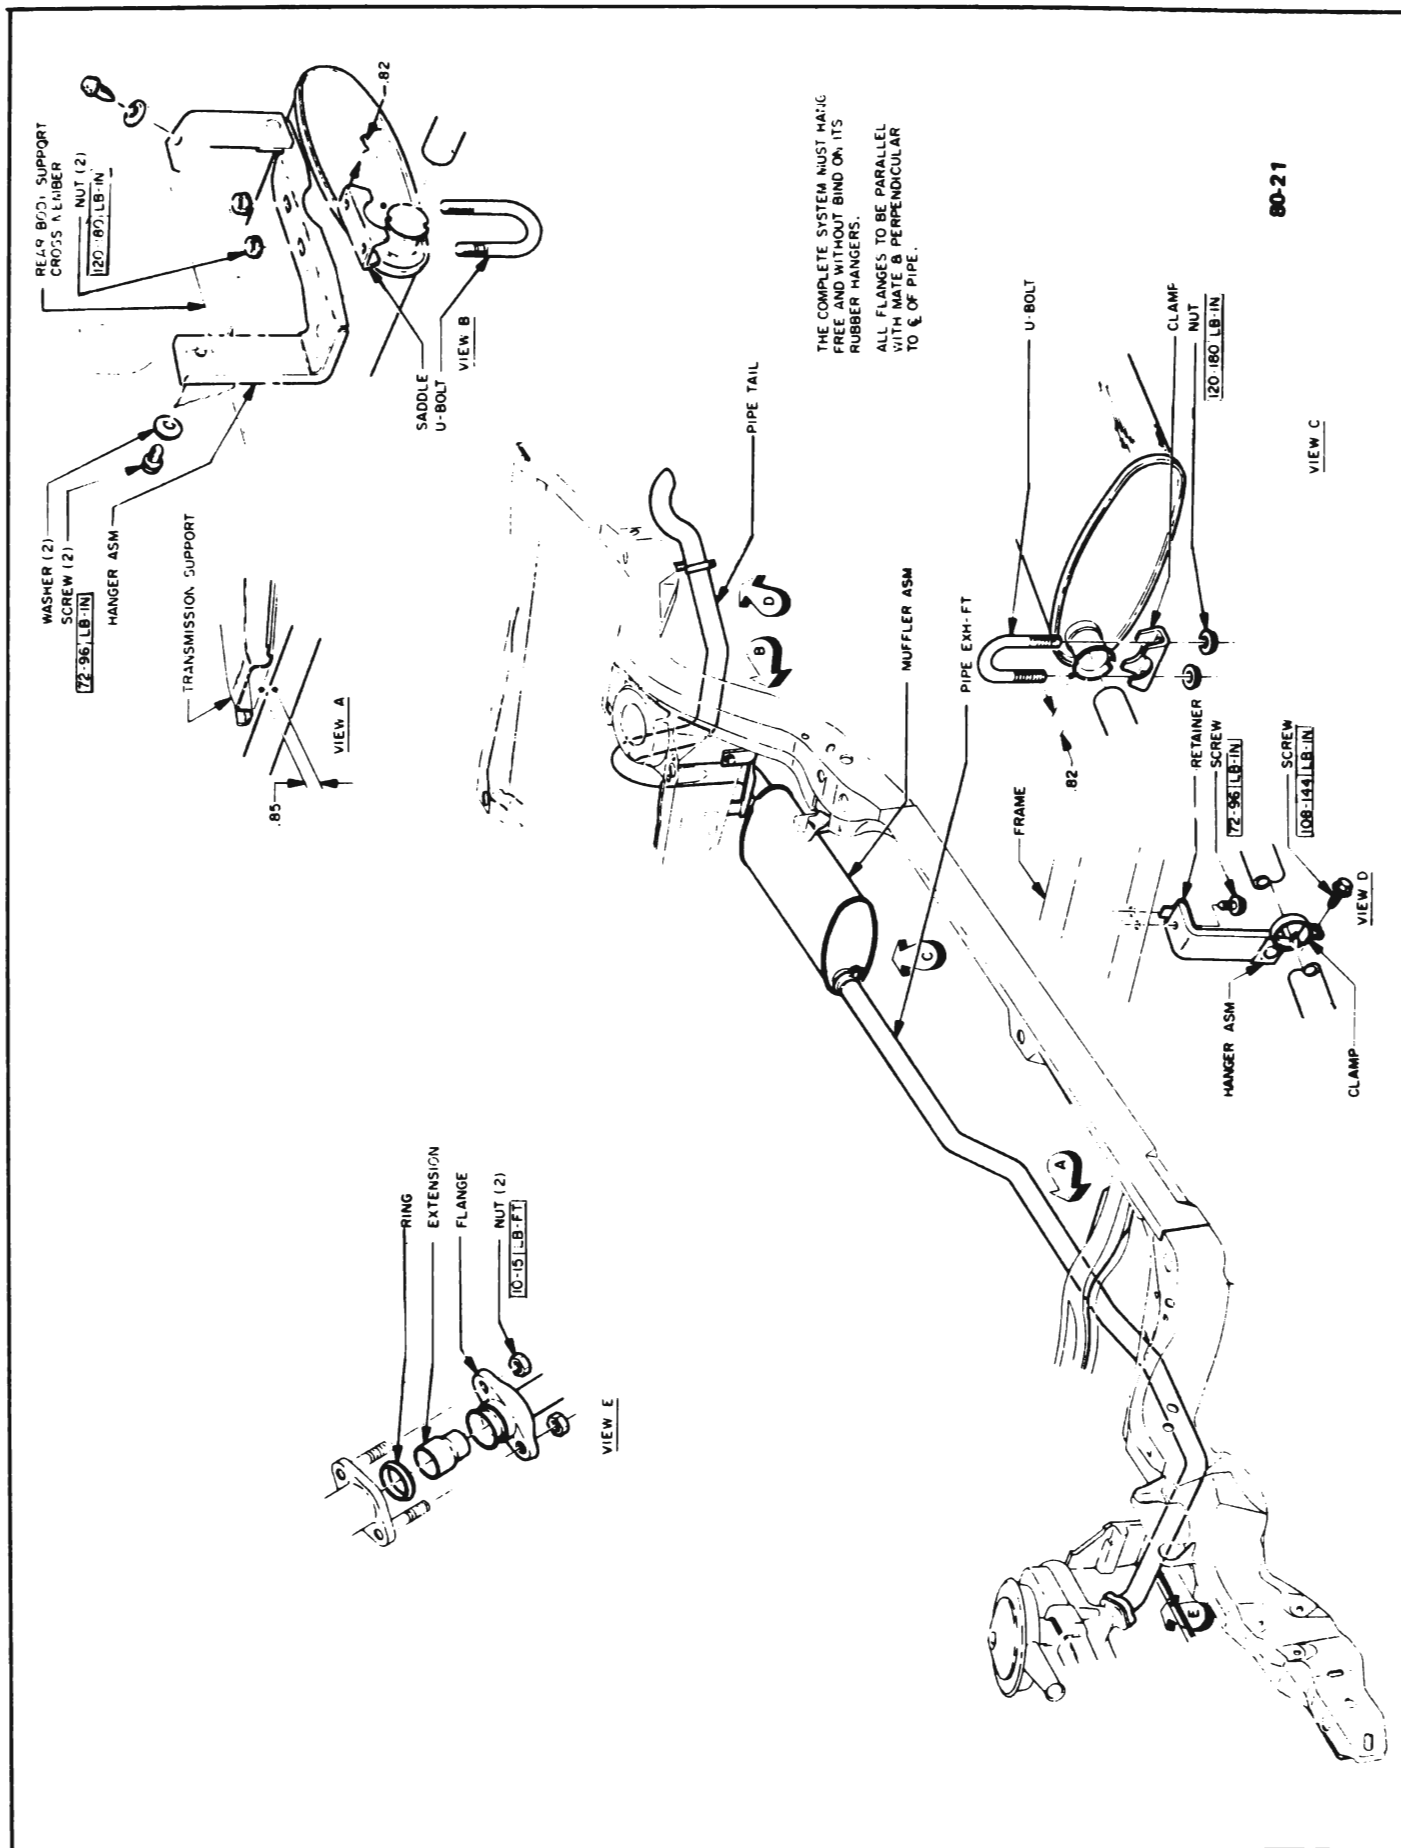 REAR BODY SUPPORT
CROSS MEMBER
NUT (2)
120-180 LB-IN
.82
WASHER (2)
SCREW (2)
72-96 LB-IN
HANGER ASM
SADDLE
U-BOLT
VIEW B
TRANSMISSION SUPPORT
.85
VIEW A
PIPE TAIL
THE COMPLETE SYSTEM MUST HANG
FREE AND WITHOUT BIND ON ITS
RUBBER HANGERS.
ALL FLANGES TO BE PARALLEL
WITH MATE & PERPENDICULAR
TO ℄ OF PIPE.
80-21
D
B
MUFFLER ASM
PIPE EXH-FT
C
A
E
U-BOLT
CLAMP
NUT
120-180 LB-IN
.82
VIEW C
FRAME
RETAINER
SCREW
72-96 LB-IN
SCREW
108-144 LB-IN
HANGER ASM
CLAMP
VIEW D
RING
EXTENSION
FLANGE
NUT (2)
10-15 LB-FT
VIEW E
C